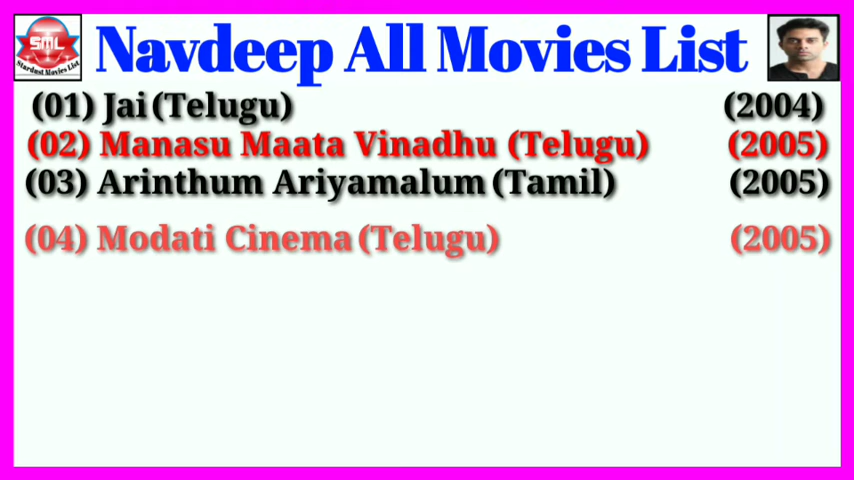 SML
Stardust Movies List
Navdeep All Movies List
(01) Jai (Telugu) (2004)
(02) Manasu Maata Vinadhu (Telugu) (2005)
(03) Arinthum Ariyamalum (Tamil) (2005)
(04) Modati Cinema (Telugu) (2005)